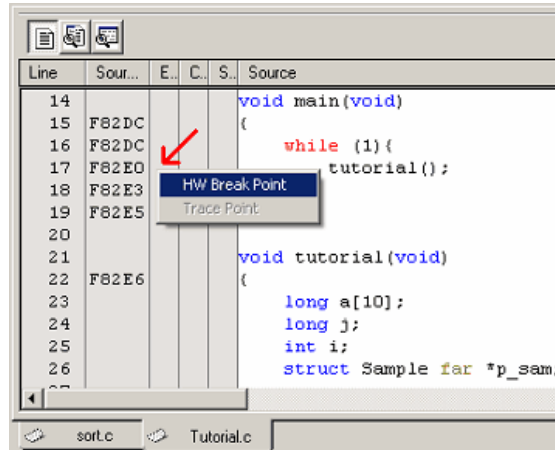 Line Sour... E.. C.. S.. Source
14 void main(void)
15 F82DC {
16 F82DC while (1){
17 F82E0 tutorial();
18 F82E3 HW Break Point
19 F82E5 Trace Point
20
21 void tutorial(void)
22 F82E6 {
23 long a[10];
24 long j;
25 int i;
26 struct Sample far *p_sam
sort.c Tutorial.c